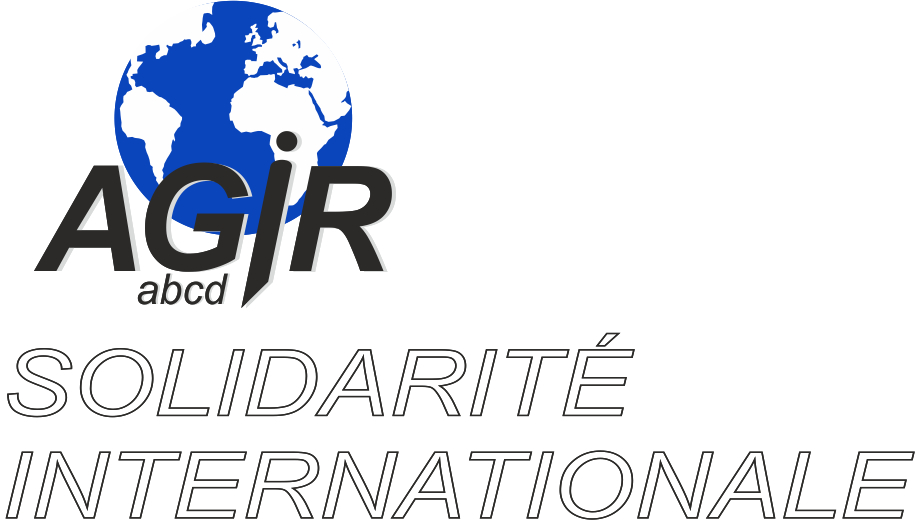 AGiR
abcd
SOLIDARITÉ
INTERNATIONALE